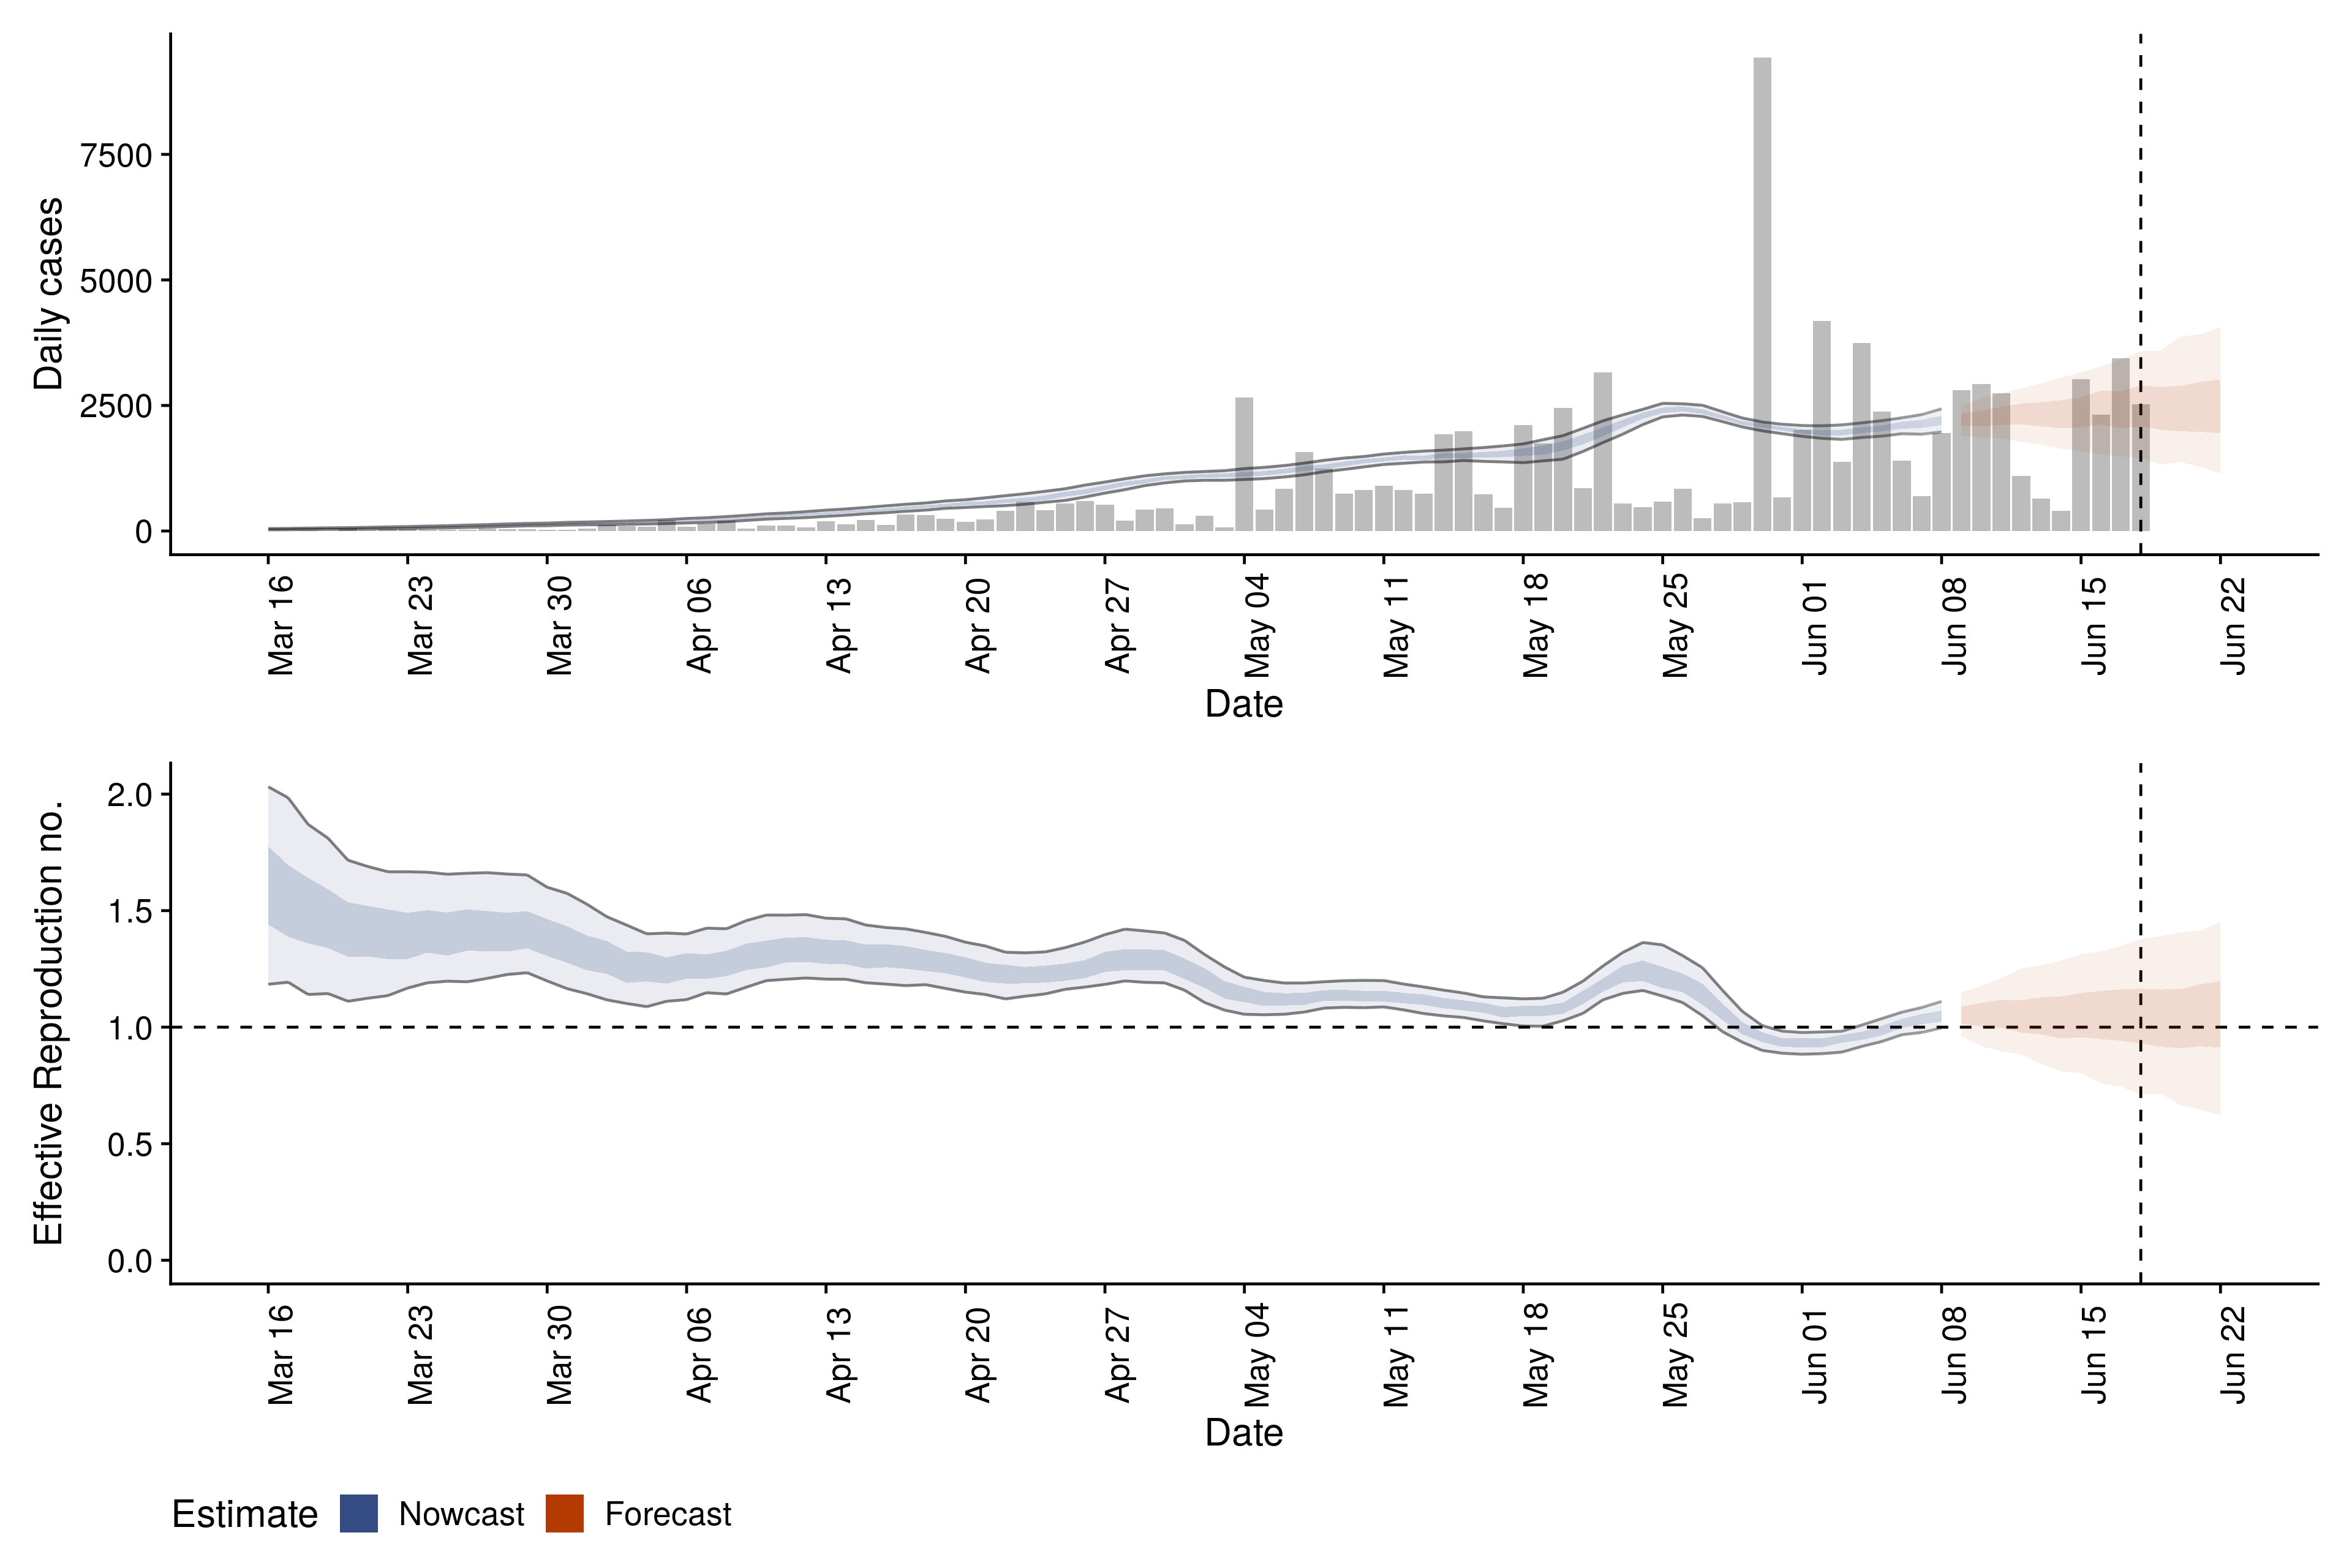 Daily cases
7500
5000
2500
0
Mar 16
Mar 23
Mar 30
Apr 06
Apr 13
Apr 20
Apr 27
May 04
May 11
May 18
May 25
Jun 01
Jun 08
Jun 15
Jun 22
Date
Effective Reproduction no.
2.0
1.5
1.0
0.5
0.0
Mar 16
Mar 23
Mar 30
Apr 06
Apr 13
Apr 20
Apr 27
May 04
May 11
May 18
May 25
Jun 01
Jun 08
Jun 15
Jun 22
Date
Estimate Nowcast Forecast